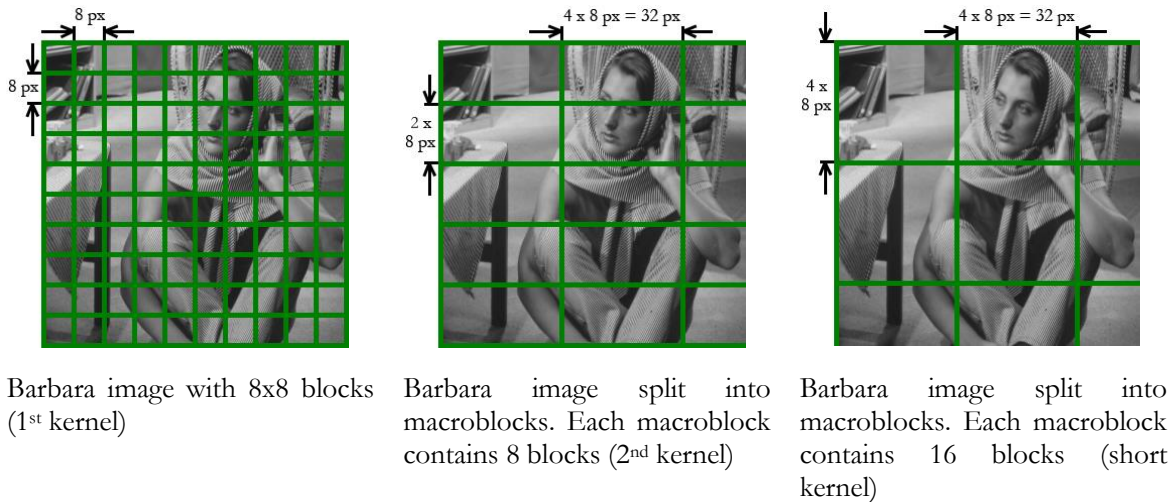 8 px
8 px
Barbara image with 8x8 blocks
(1st kernel)
4 x 8 px = 32 px
2 x
8 px
Barbara image split into
macroblocks. Each macroblock
contains 8 blocks (2nd kernel)
4 x 8 px = 32 px
4 x
8 px
Barbara image split into
macroblocks. Each macroblock
contains 16 blocks (short
kernel)